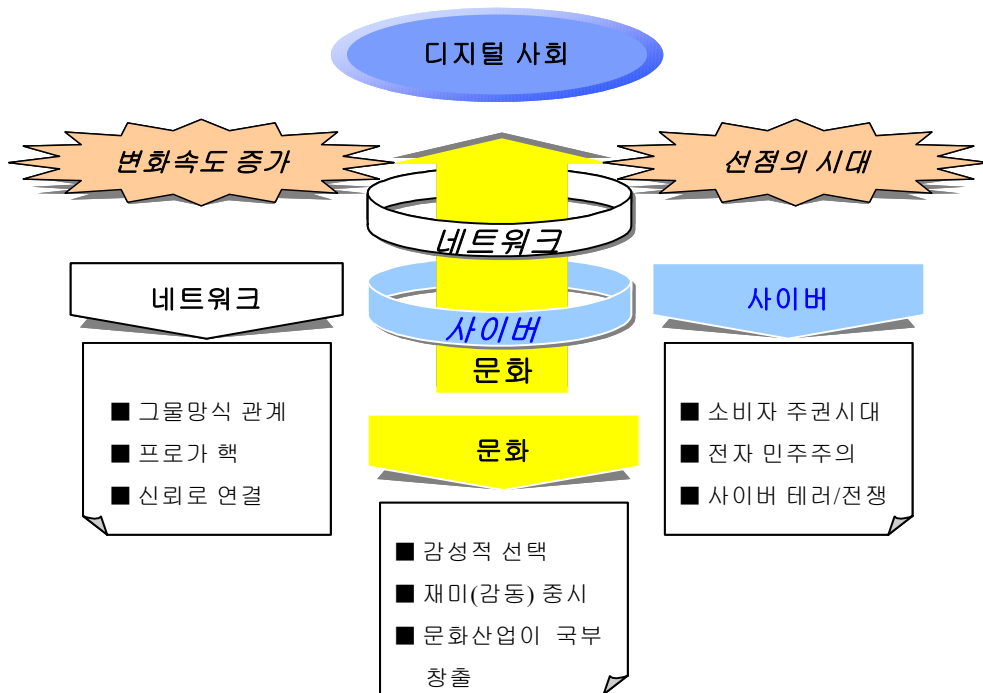 디지털 사회
변화속도 증가
선점의 시대
네트워크
사이버
문화
네트워크
■ 그물망식 관계
■ 프로가 핵
■ 신뢰로 연결
문화
■ 감성적 선택
■ 재미(감동) 중시
■ 문화산업이 국부
창출
사이버
■ 소비자 주권시대
■ 전자 민주주의
■ 사이버 테러/전쟁